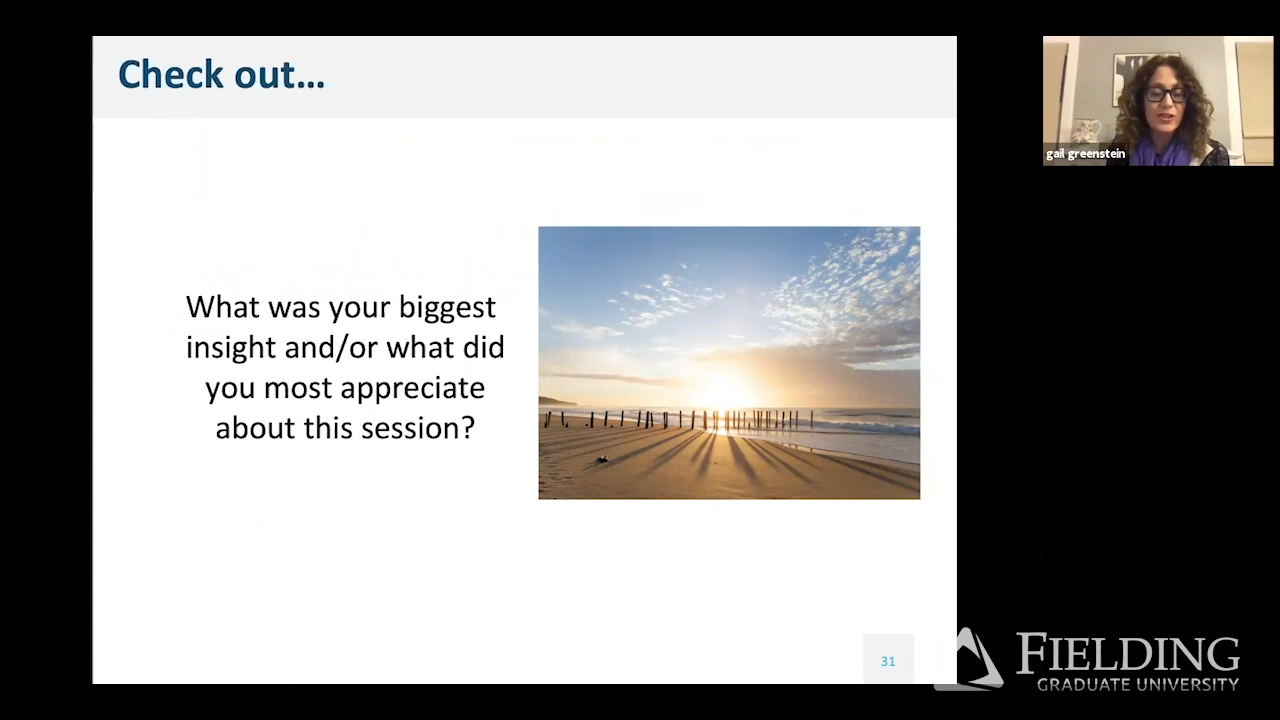 Check out...
What was your biggest
insight and/or what did
you most appreciate
about this session?
31
gail greenstein
FIELDING
GRADUATE UNIVERSITY